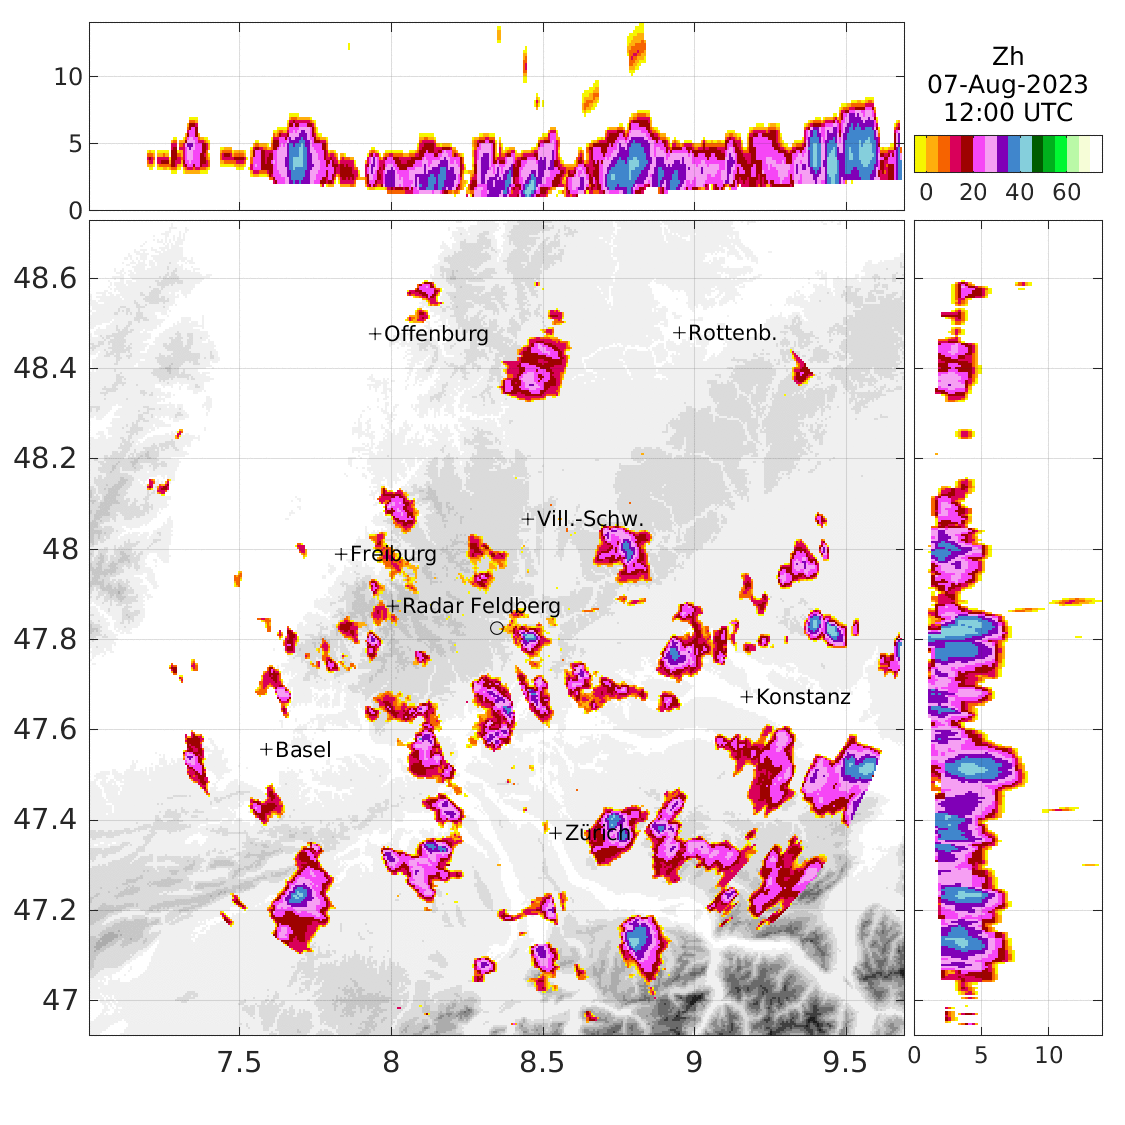 10
5
0
Zh
07-Aug-2023
12:00 UTC
0 20 40 60
48.6
48.4
48.2
48
47.8
47.6
47.4
47.2
47
+Offenburg
+Rottenb.
+Vill.-Schw.
+Freiburg
+Radar Feldberg
+Konstanz
+Basel
+Zürich
7.5 8 8.5 9 9.5
0 5 10